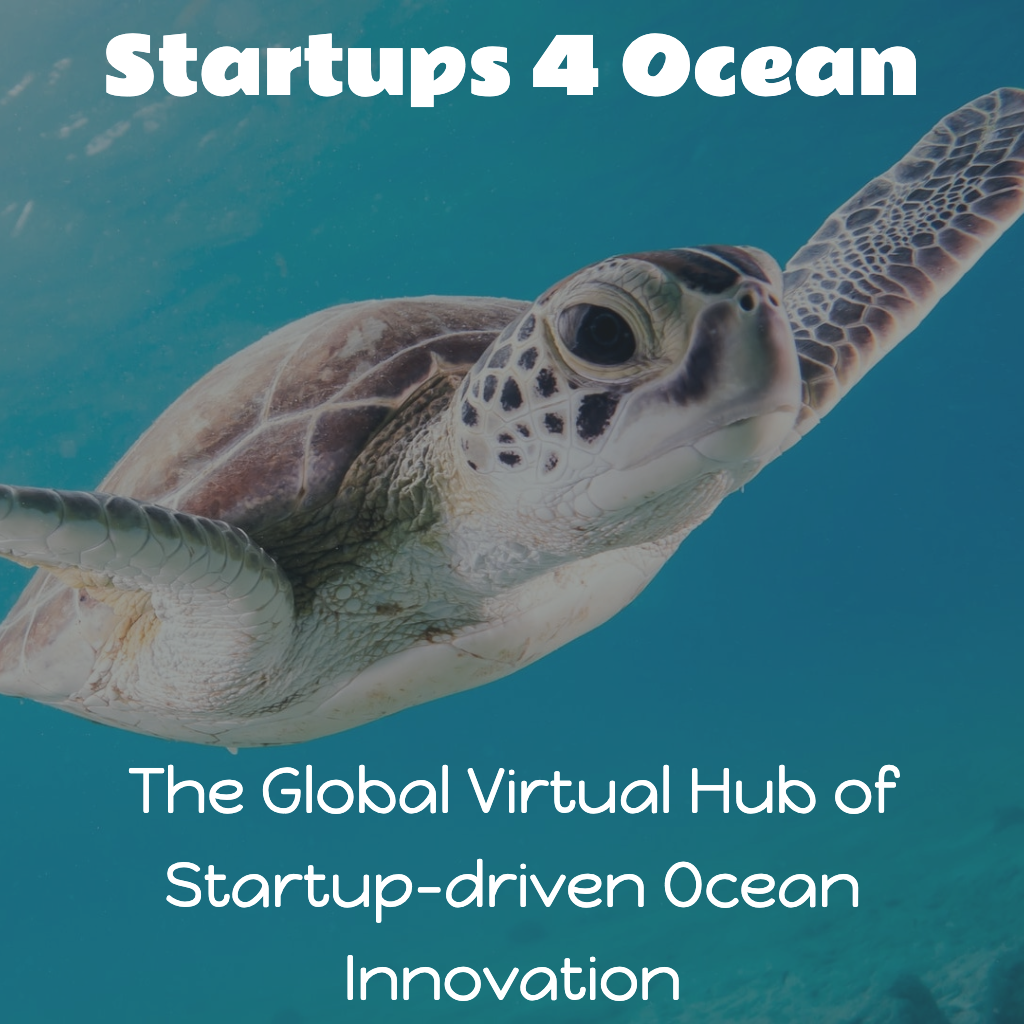 Startups 4 Ocean
The Global Virtual Hub of
Startup-driven Ocean
Innovation